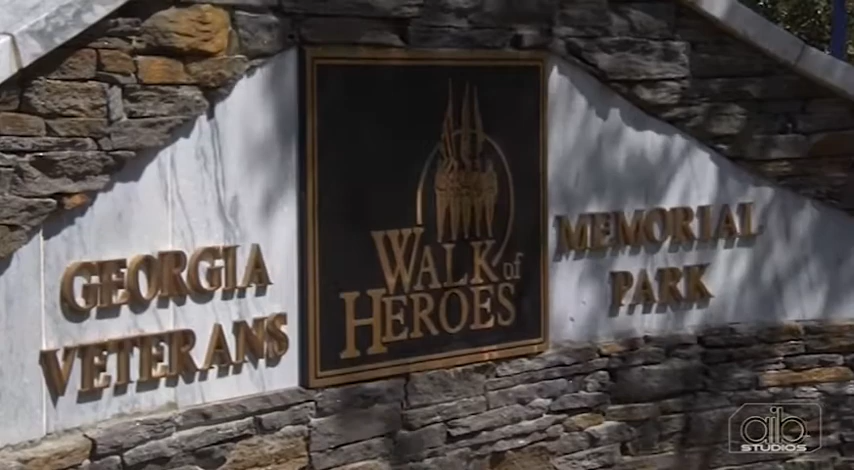 GEORGIA
VETERANS
WALK of
HEROES
MEMORIAL
PARK
aib
STUDIOS